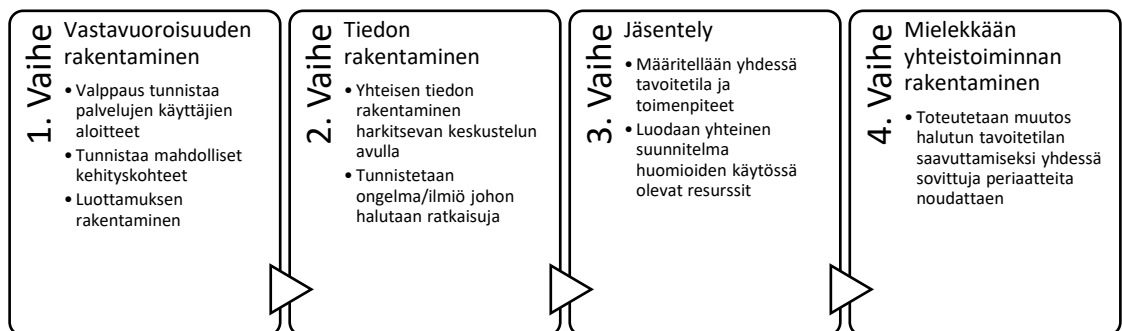 1. Vaihe
Vastavuoroisuuden
rakentaminen
• Valppaus tunnistaa
palvelujen käyttäjien
aloitteet
• Tunnistaa mahdolliset
kehityskohteet
• Luottamuksen
rakentaminen
2. Vaihe
Tiedon
rakentaminen
• Yhteisen tiedon
rakentaminen
harkitsevan keskustelun
avulla
• Tunnistetaan
ongelma/ilmiö johon
halutaan ratkaisuja
3. Vaihe
Jäsentely
• Määritellään yhdessä
tavoitetila ja
toimenpiteet
• Luodaan yhteinen
suunnitelma
huomioiden käytössä
olevat resurssit
4. Vaihe
Mielekkään
yhteistoiminnan
rakentaminen
• Toteutetaan muutos
halutun tavoitetilan
saavuttamiseksi yhdessä
sovittuja periaatteita
noudattaen